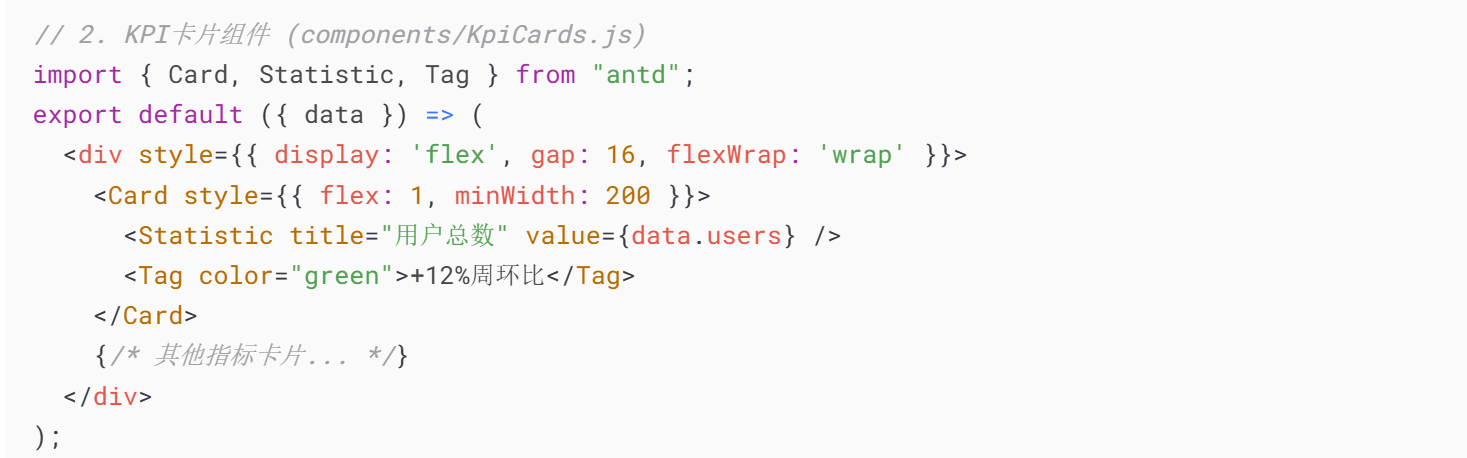 // 2. KPI卡片组件 (components/KpiCards.js)
import { Card, Statistic, Tag } from "antd";
export default ({ data }) => (
  <div style={{ display: 'flex', gap: 16, flexWrap: 'wrap' }}>
    <Card style={{ flex: 1, minWidth: 200 }}>
      <Statistic title="用户总数" value={data.users} />
      <Tag color="green">+12%周环比</Tag>
    </Card>
    {/* 其他指标卡片... */}
  </div>
);